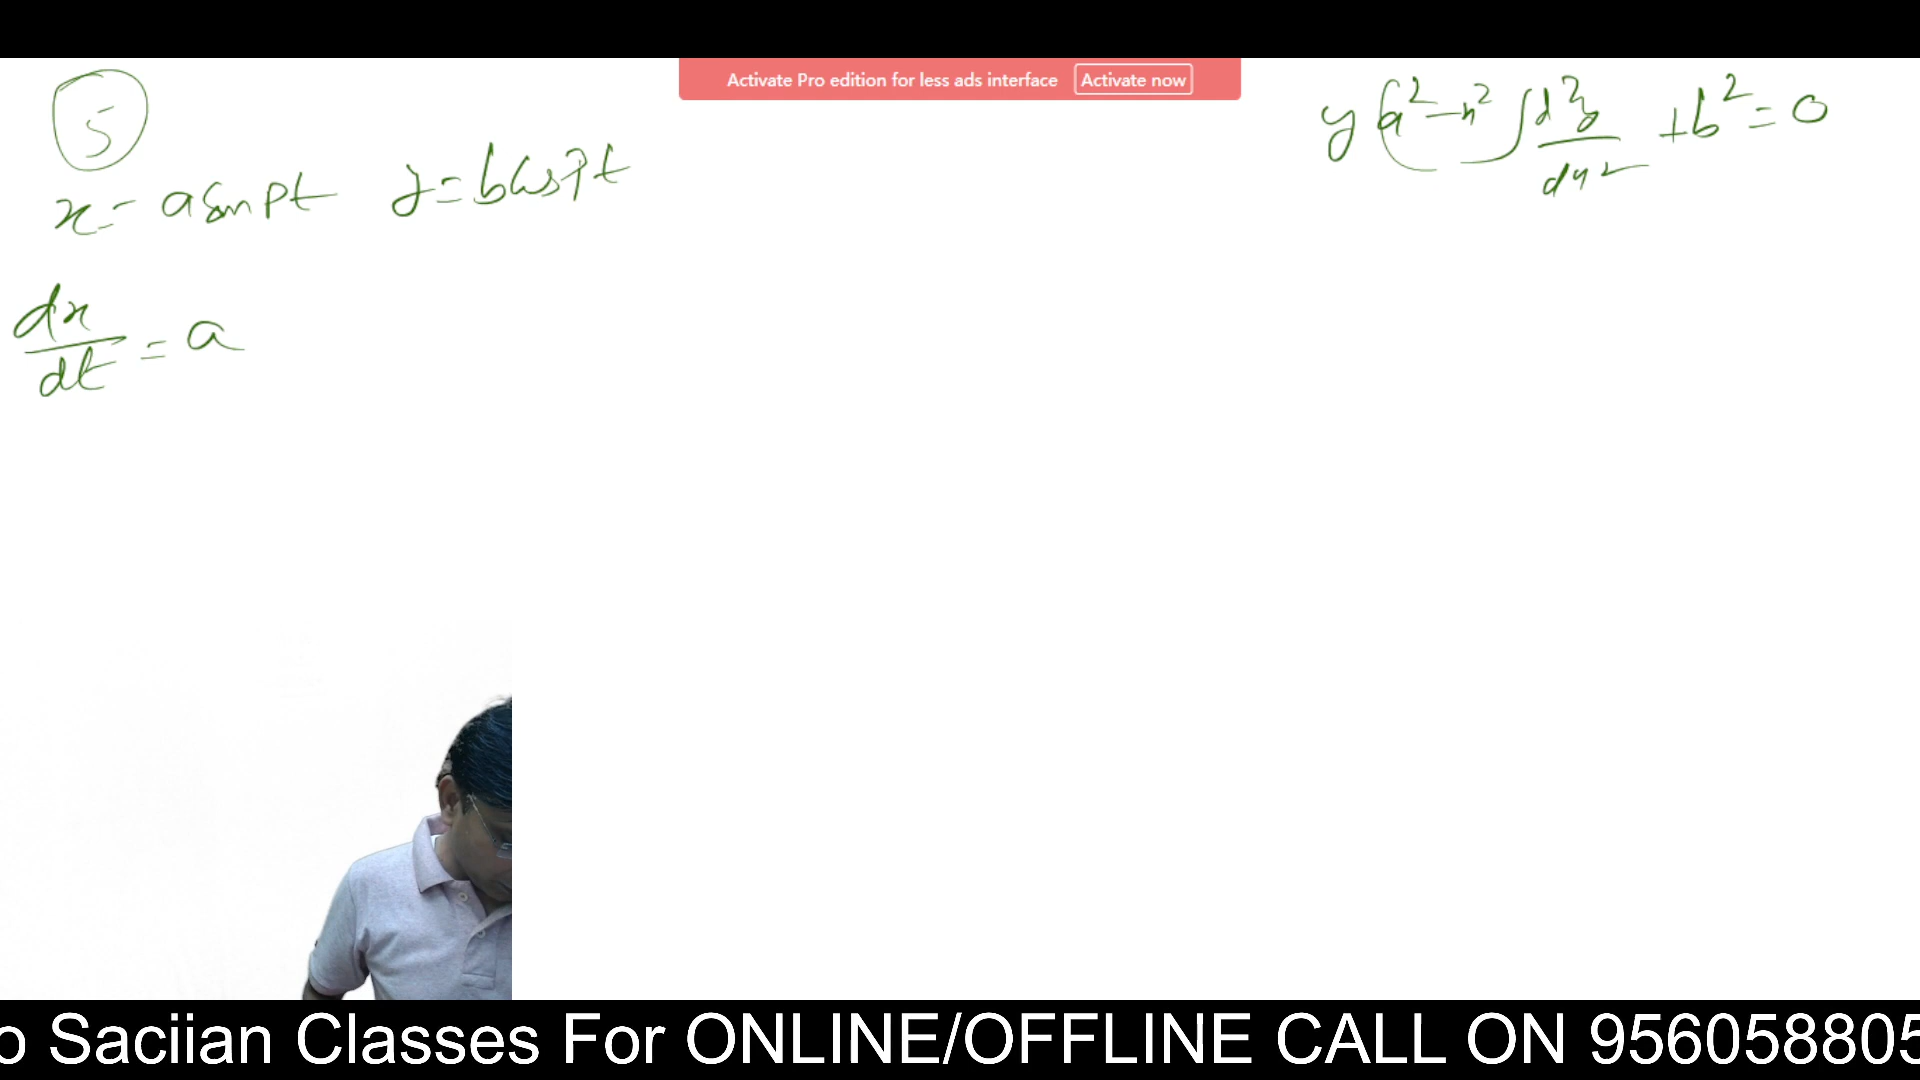 Activate Pro edition for less ads interface Activate now
5
y(a²-x²)d²y/dx² + b² = 0
x = a sin pt y = b cos pt
dx/dt = a
o Saciian Classes For ONLINE/OFFLINE CALL ON 956058805